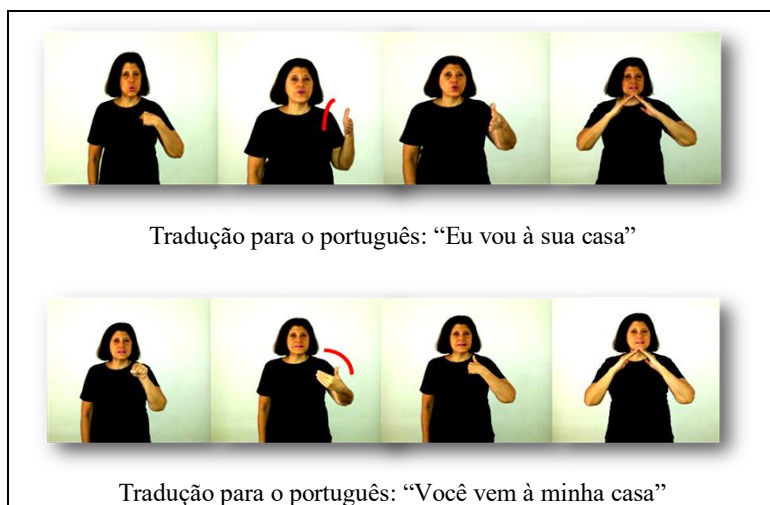 Tradução para o português: “Eu vou à sua casa”
Tradução para o português: “Você vem à minha casa”